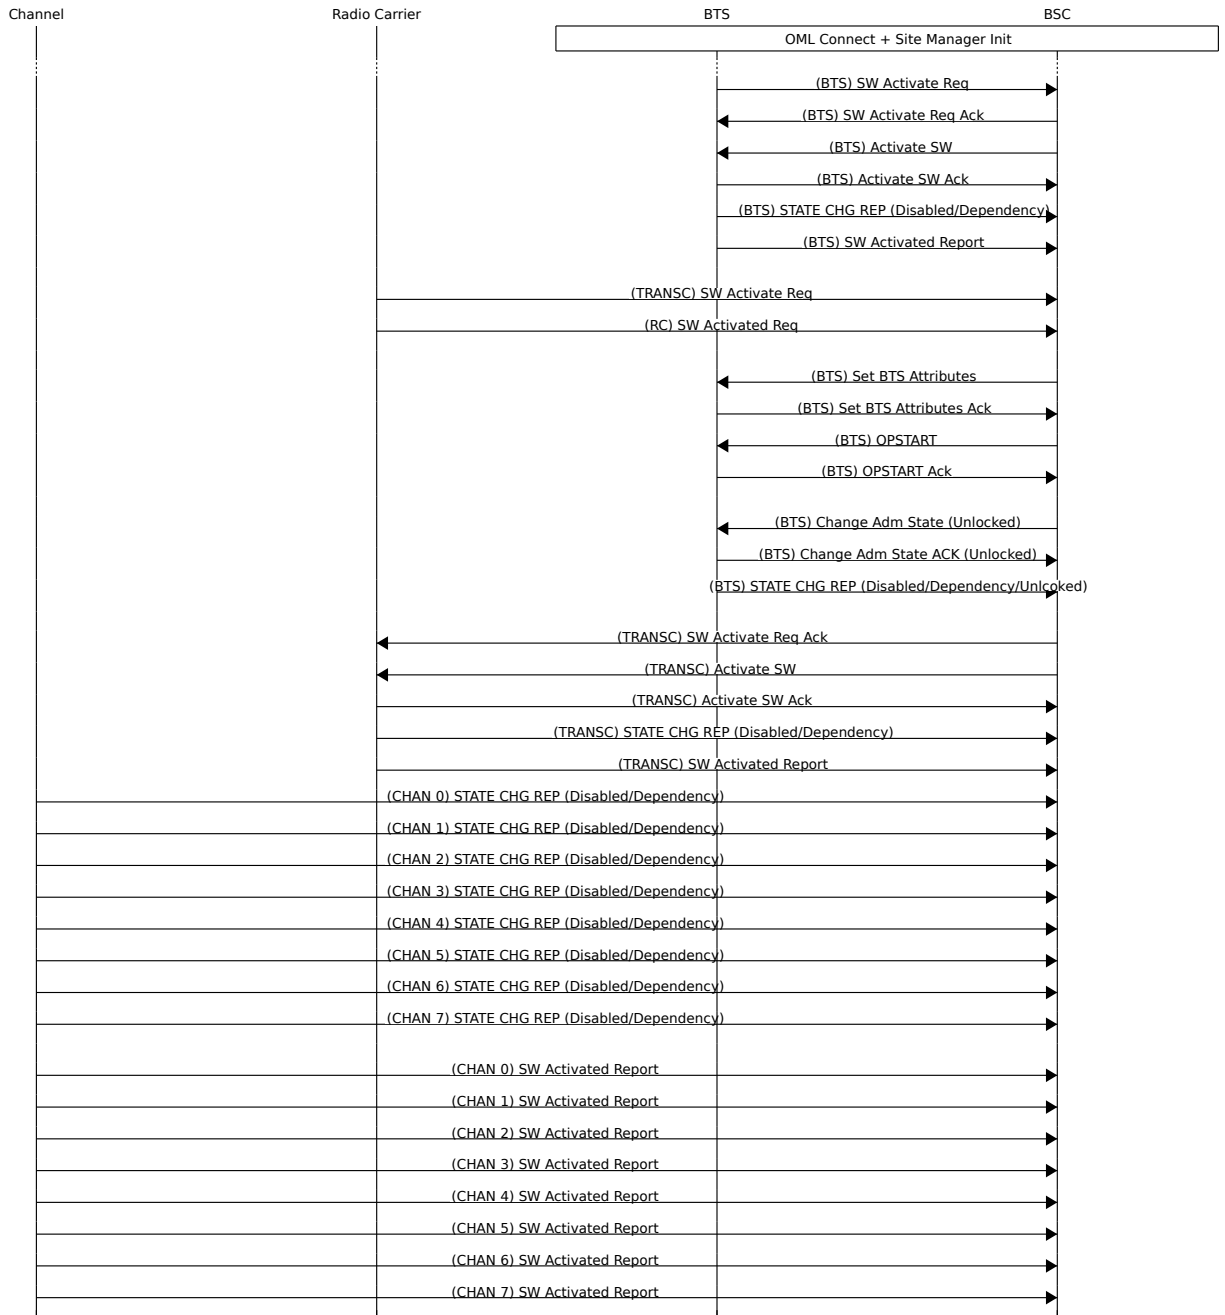 Channel
Radio Carrier
BTS
BSC
OML Connect + Site Manager Init
(BTS) SW Activate Req
(BTS) SW Activate Req Ack
(BTS) Activate SW
(BTS) Activate SW Ack
(BTS) STATE CHG REP (Disabled/Dependency)
(BTS) SW Activated Report
(TRANSC) SW Activate Req
(RC) SW Activated Req
(BTS) Set BTS Attributes
(BTS) Set BTS Attributes Ack
(BTS) OPSTART
(BTS) OPSTART Ack
(BTS) Change Adm State (Unlocked)
(BTS) Change Adm State ACK (Unlocked)
(BTS) STATE CHG REP (Disabled/Dependency/Unlcoked)
(TRANSC) SW Activate Req Ack
(TRANSC) Activate SW
(TRANSC) Activate SW Ack
(TRANSC) STATE CHG REP (Disabled/Dependency)
(TRANSC) SW Activated Report
(CHAN 0) STATE CHG REP (Disabled/Dependency)
(CHAN 1) STATE CHG REP (Disabled/Dependency)
(CHAN 2) STATE CHG REP (Disabled/Dependency)
(CHAN 3) STATE CHG REP (Disabled/Dependency)
(CHAN 4) STATE CHG REP (Disabled/Dependency)
(CHAN 5) STATE CHG REP (Disabled/Dependency)
(CHAN 6) STATE CHG REP (Disabled/Dependency)
(CHAN 7) STATE CHG REP (Disabled/Dependency)
(CHAN 0) SW Activated Report
(CHAN 1) SW Activated Report
(CHAN 2) SW Activated Report
(CHAN 3) SW Activated Report
(CHAN 4) SW Activated Report
(CHAN 5) SW Activated Report
(CHAN 6) SW Activated Report
(CHAN 7) SW Activated Report